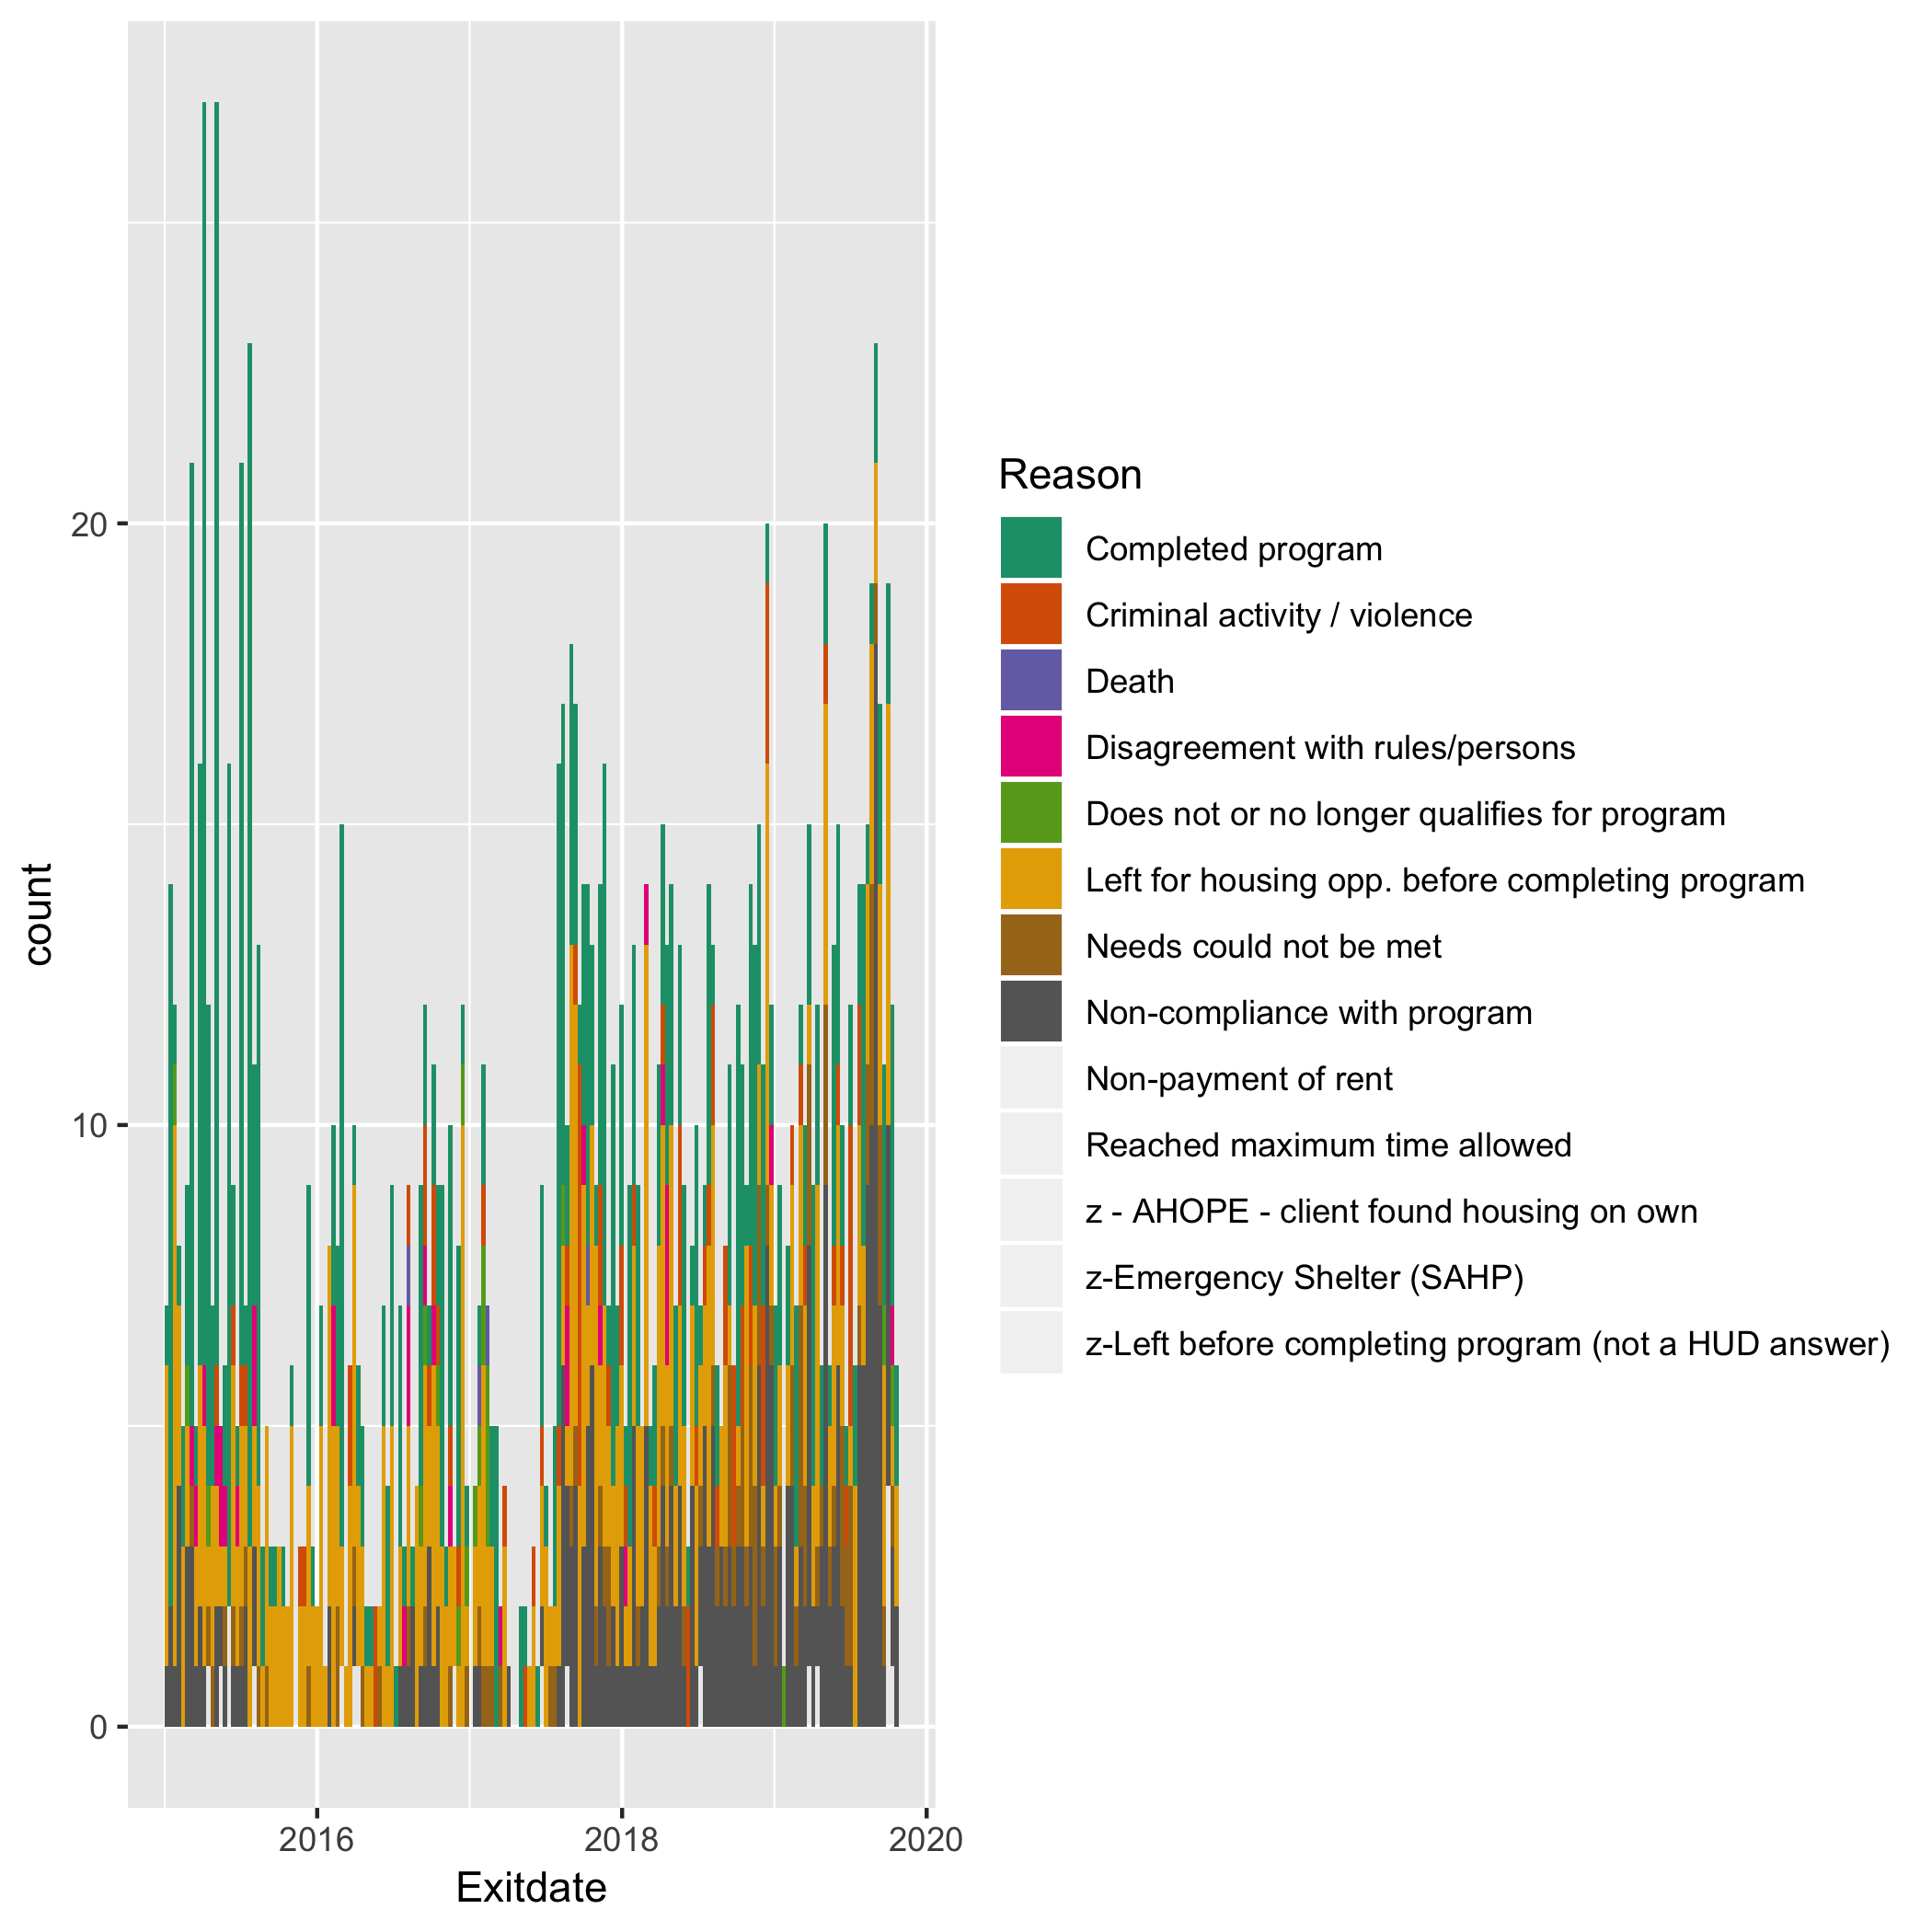 20
10
0
count
2016
2018
2020
Exitdate
Reason
Completed program
Criminal activity / violence
Death
Disagreement with rules/persons
Does not or no longer qualifies for program
Left for housing opp. before completing program
Needs could not be met
Non-compliance with program
Non-payment of rent
Reached maximum time allowed
z - AHOPE - client found housing on own
z-Emergency Shelter (SAHP)
z-Left before completing program (not a HUD answer)